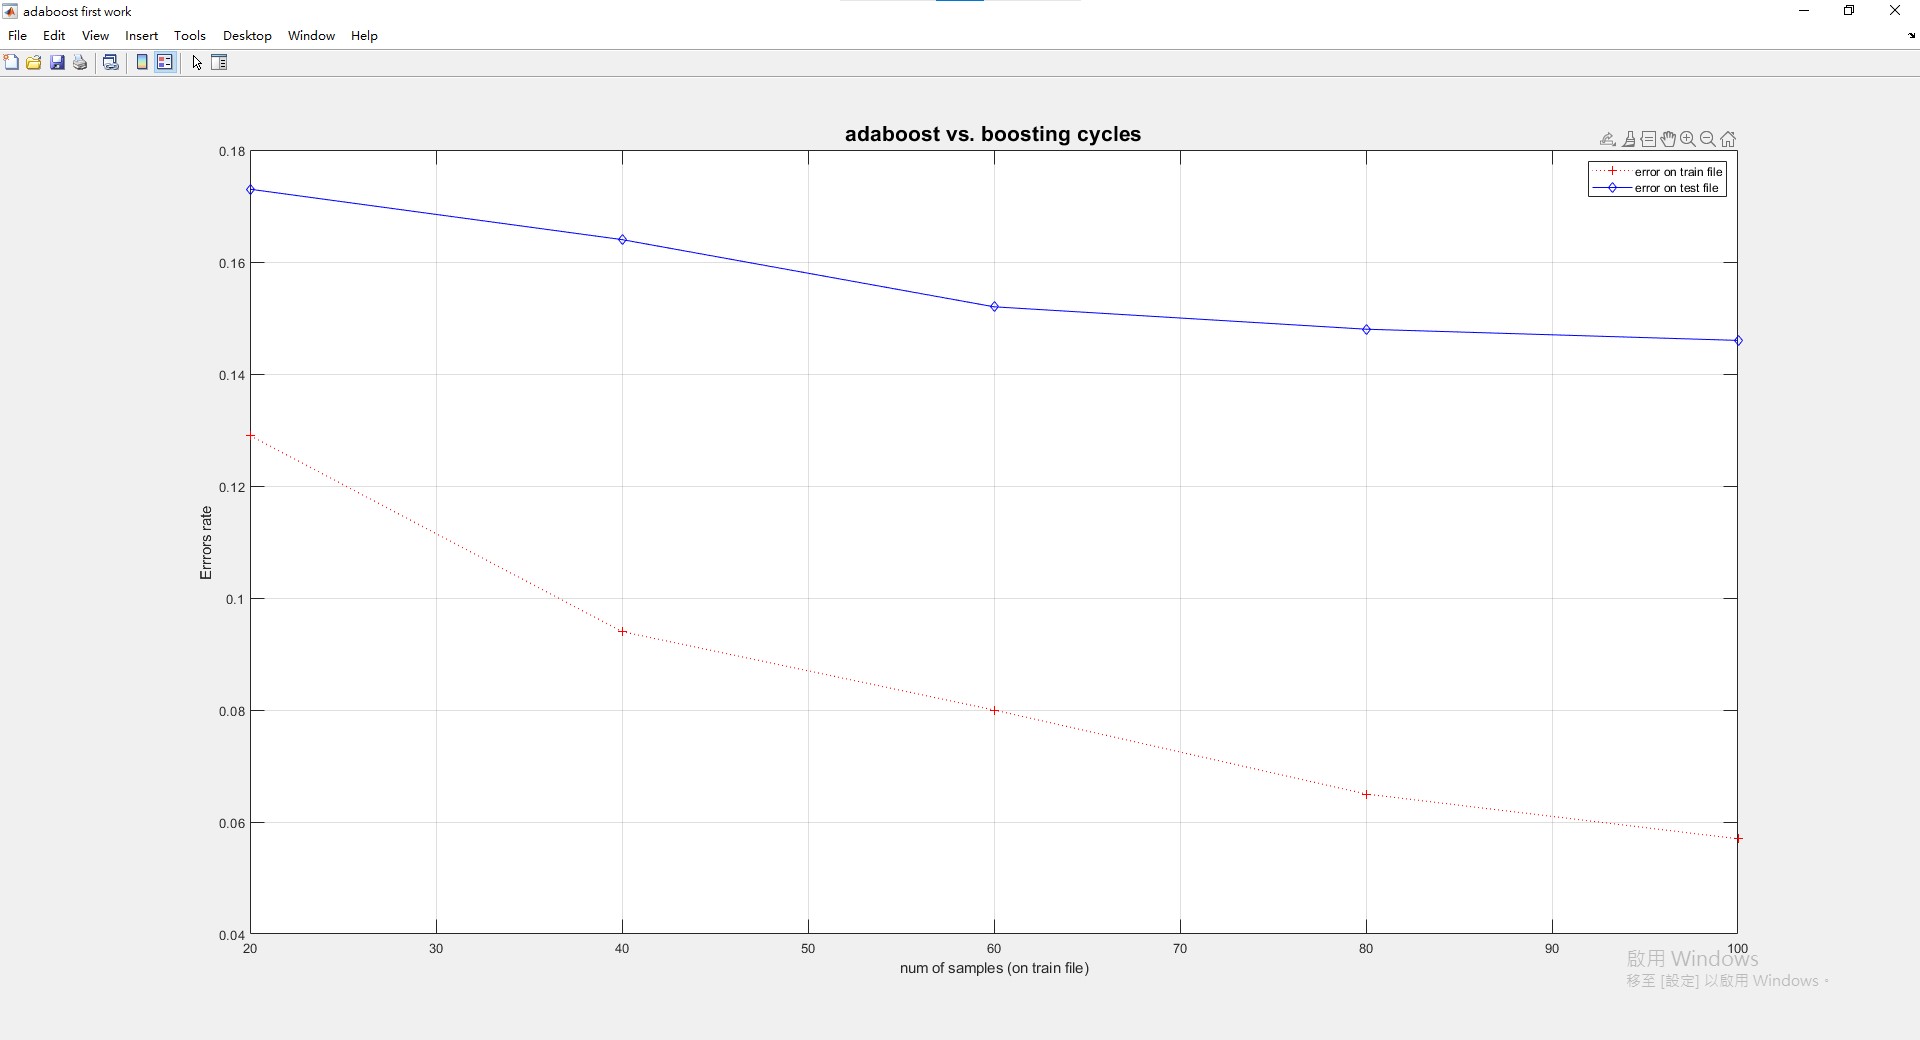 adaboost first work
File Edit View Insert Tools Desktop Window Help
adaboost vs. boosting cycles
error on train file
error on test file
0.18
0.16
0.14
0.12
0.1
0.08
0.06
0.04
Errrors rate
20 30 40 50 60 70 80 90 100
num of samples (on train file)
啟用 Windows
移至 [設定] 以啟用 Windows。